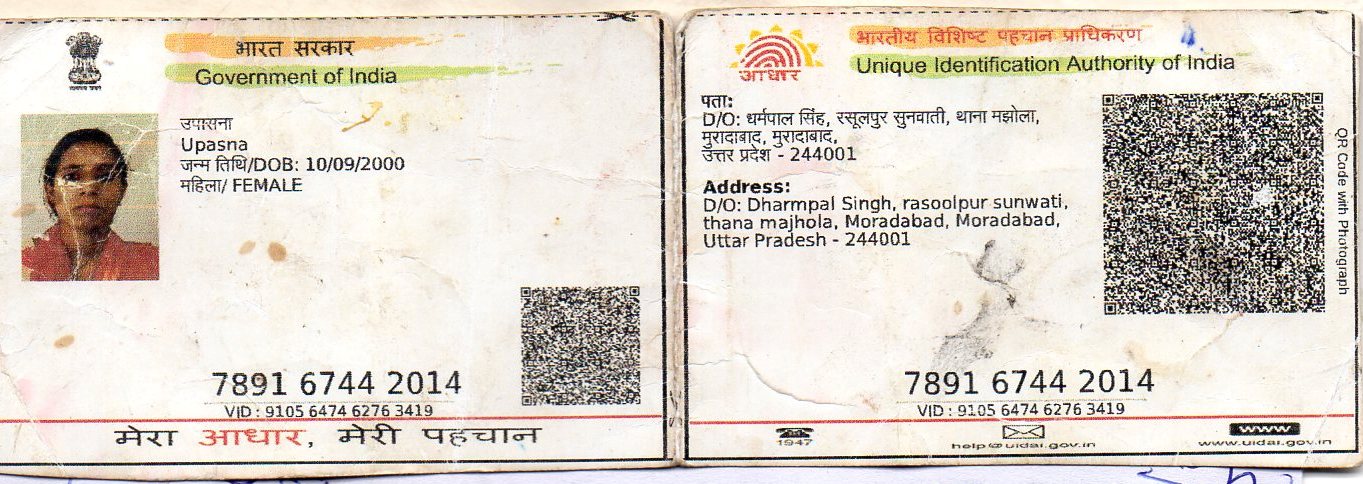 भारत सरकार
Government of India
उपासना
Upasna
जन्म तिथि/DOB: 10/09/2000
महिला/ FEMALE
7891 6744 2014
VID : 9105 6474 6276 3419
मेरा आधार, मेरी पहचान
भारतीय विशिष्ट पहचान प्राधिकरण
Unique Identification Authority of India
आधार
पता:
D/O: धर्मपाल सिंह, रसूलपुर सुनवाती, थाना मझोला,
मुरादाबाद, मुरादाबाद,
उत्तर प्रदेश - 244001
Address:
D/O: Dharmpal Singh, rasoolpur sunwati,
thana majhola, Moradabad, Moradabad,
Uttar Pradesh - 244001
QR Code with Photograph
7891 6744 2014
VID : 9105 6474 6276 3419
1947
help@uidai.gov.in
www
www.uidai.gov.in